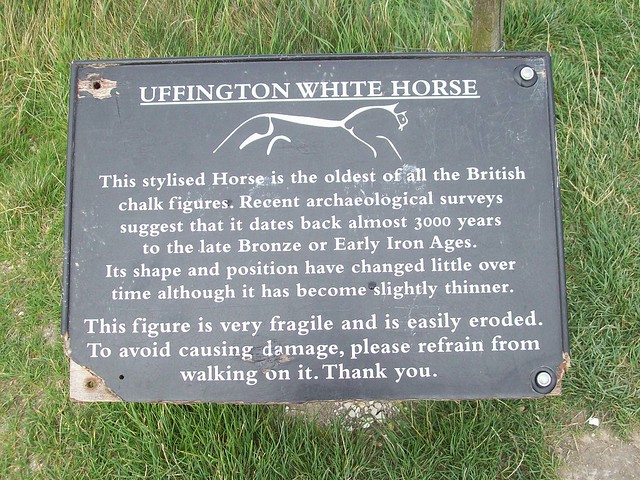 UFFINGTON WHITE HORSE
This stylised Horse is the oldest of all the British
chalk figures. Recent archaeological surveys
suggest that it dates back almost 3000 years
to the late Bronze or Early Iron Ages.
Its shape and position have changed little over
time although it has become slightly thinner.
This figure is very fragile and is easily eroded.
To avoid causing damage, please refrain from
walking on it. Thank you.